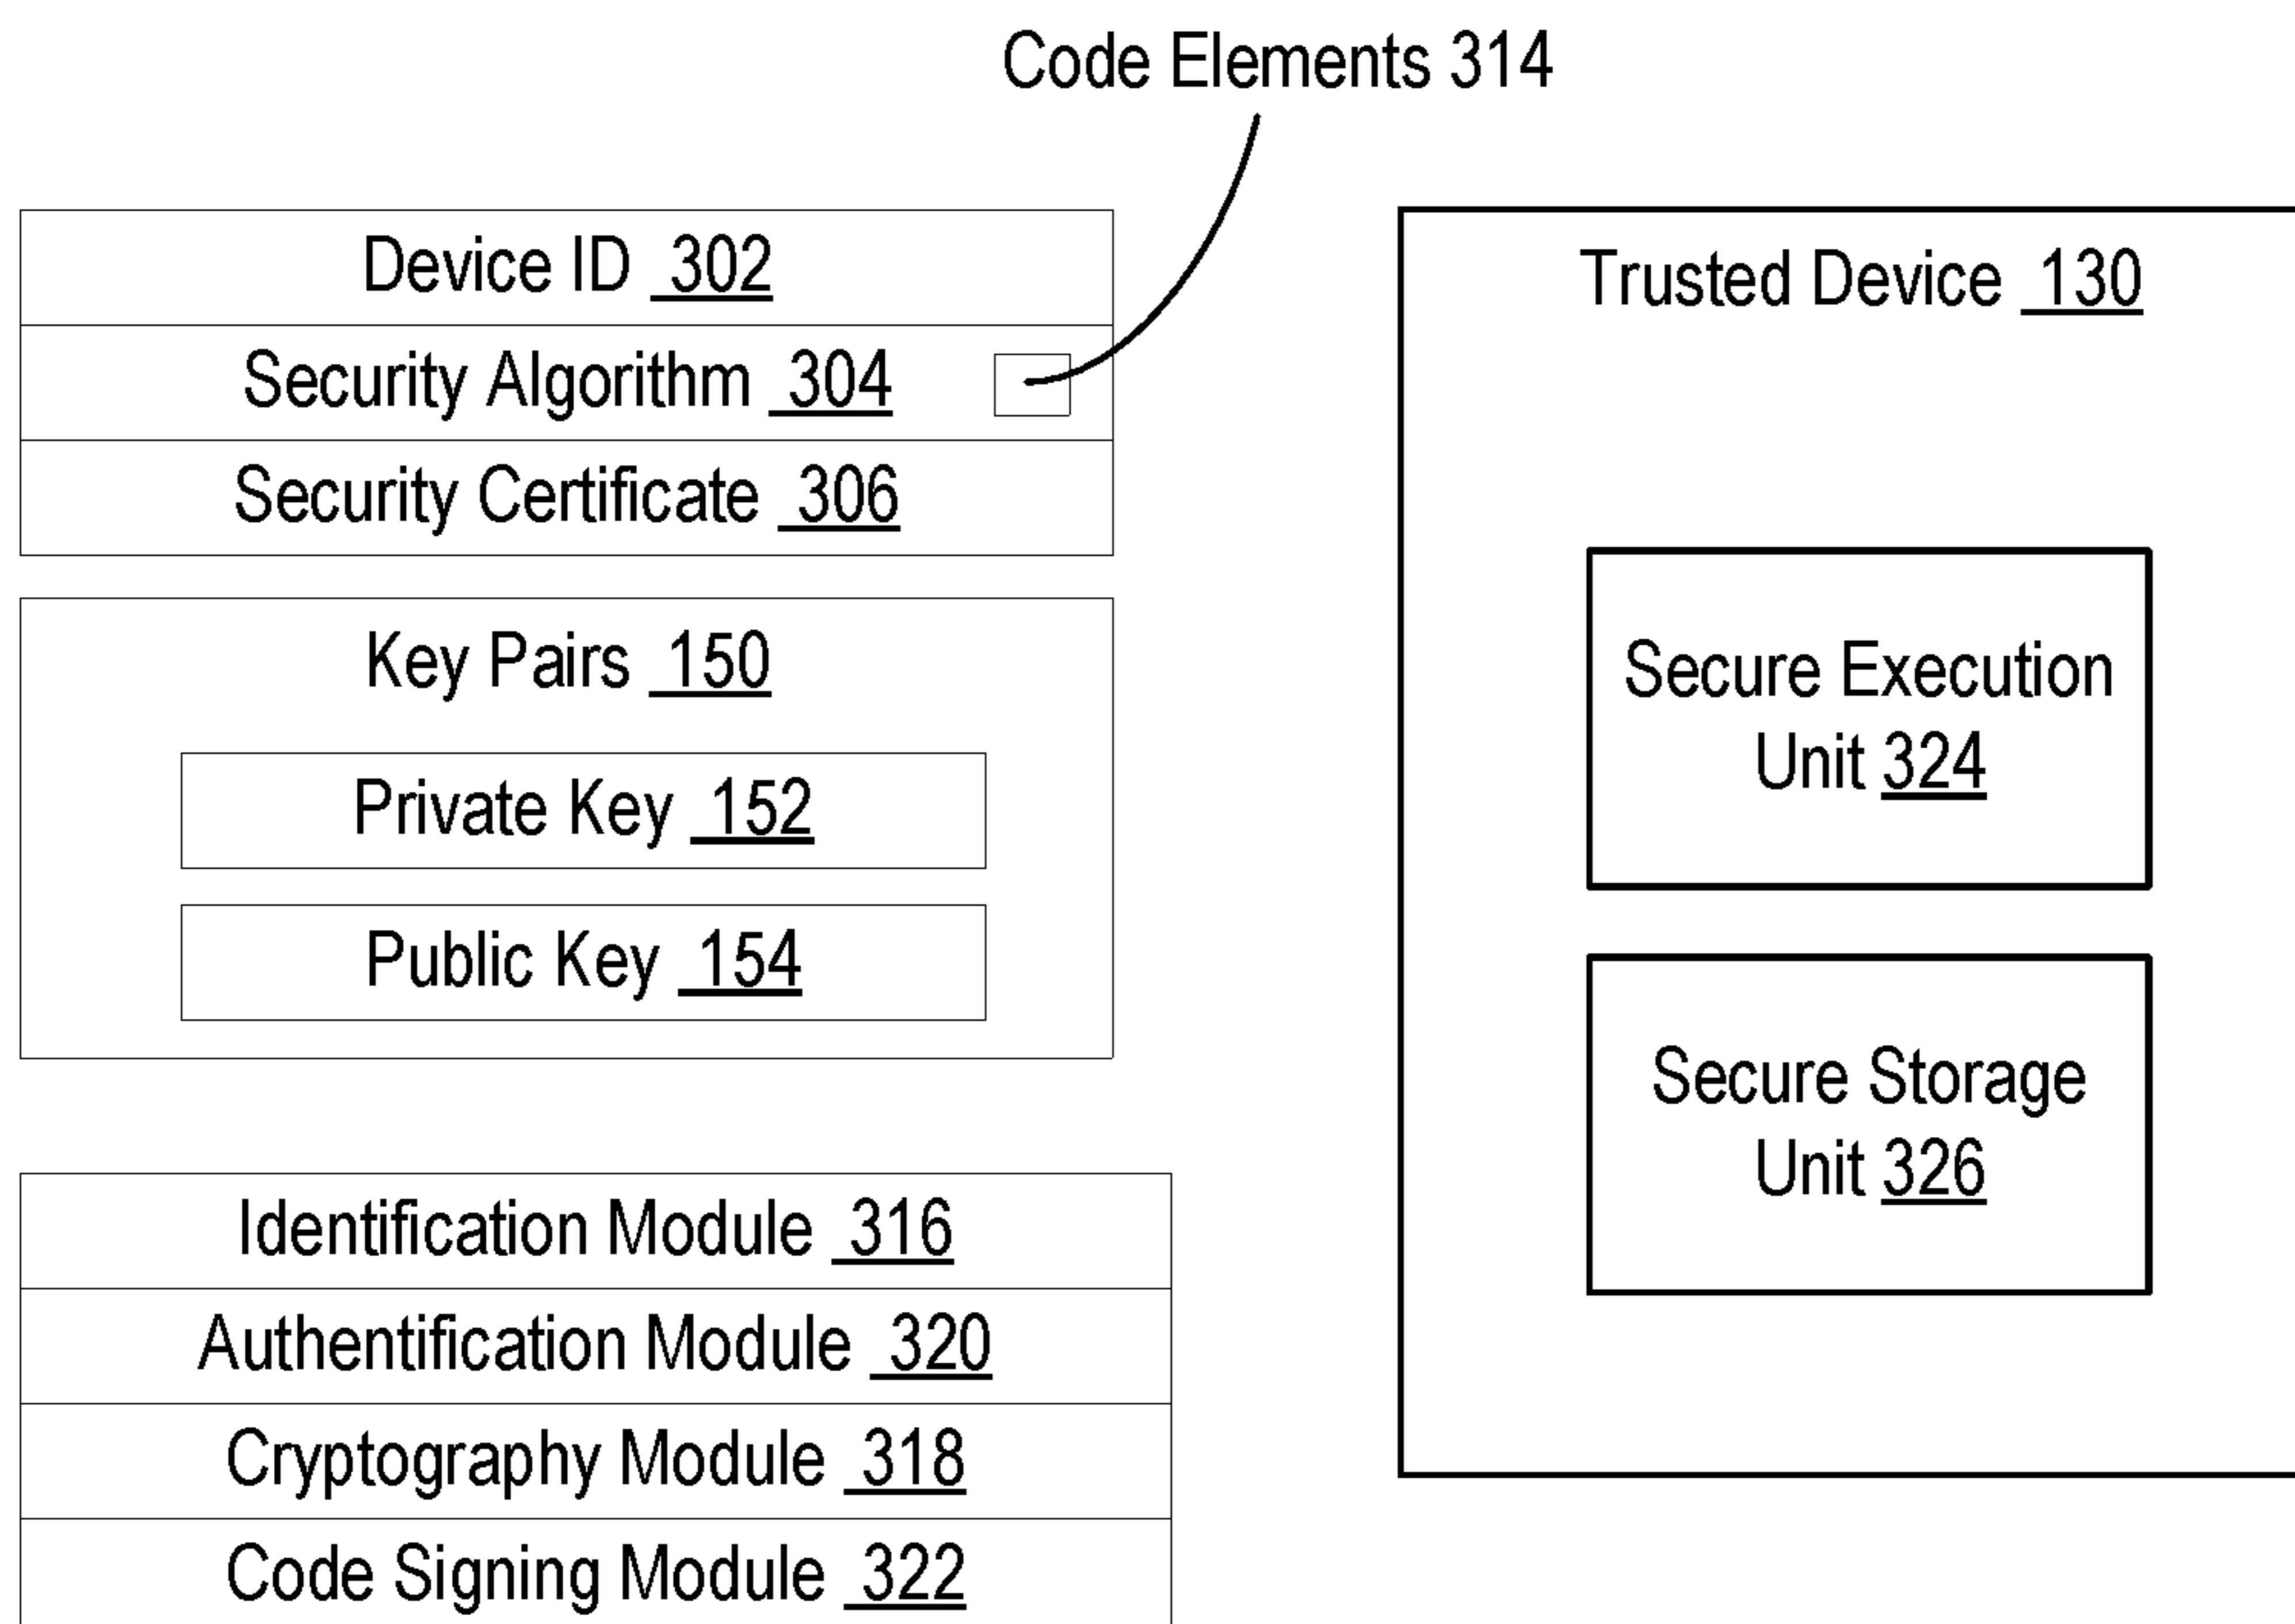 Code Elements 314
Device ID 302
Security Algorithm 304
Security Certificate 306
Key Pairs 150
Private Key 152
Public Key 154
Identification Module 316
Authentification Module 320
Cryptography Module 318
Code Signing Module 322
Trusted Device 130
Secure Execution
Unit 324
Secure Storage
Unit 326